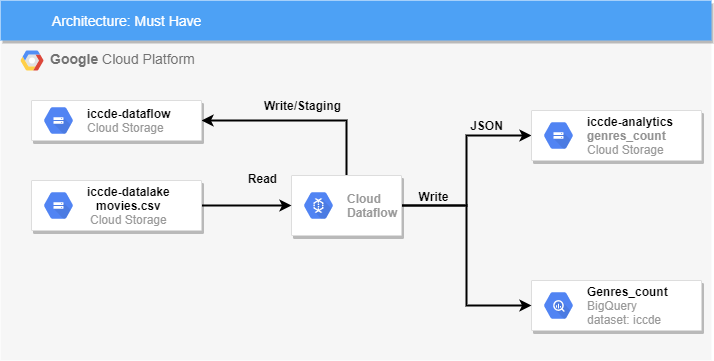 Architecture: Must Have
Google Cloud Platform
Write/Staging
iccde-dataflow
Cloud Storage
JSON
iccde-analytics
genres_count
Cloud Storage
iccde-datalake
movies.csv
Cloud Storage
Read
Cloud
Dataflow
Write
Genres_count
BigQuery
dataset: iccde